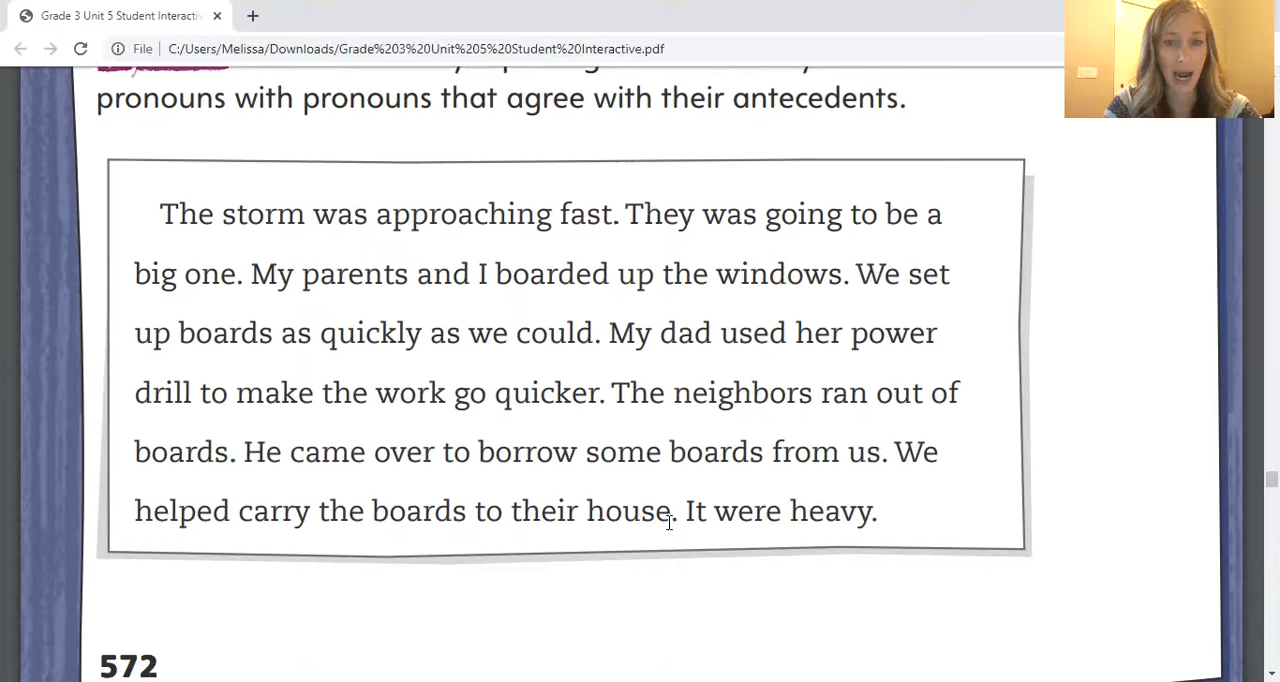 Grade 3 Unit 5 Student Interacti
File C:/Users/Melissa/Downloads/Grade%203%20Unit%205%20Student%20Interactive.pdf
pronouns with pronouns that agree with their antecedents.
The storm was approaching fast. They was going to be a
big one. My parents and I boarded up the windows. We set
up boards as quickly as we could. My dad used her power
drill to make the work go quicker. The neighbors ran out of
boards. He came over to borrow some boards from us. We
helped carry the boards to their house. It were heavy.
572